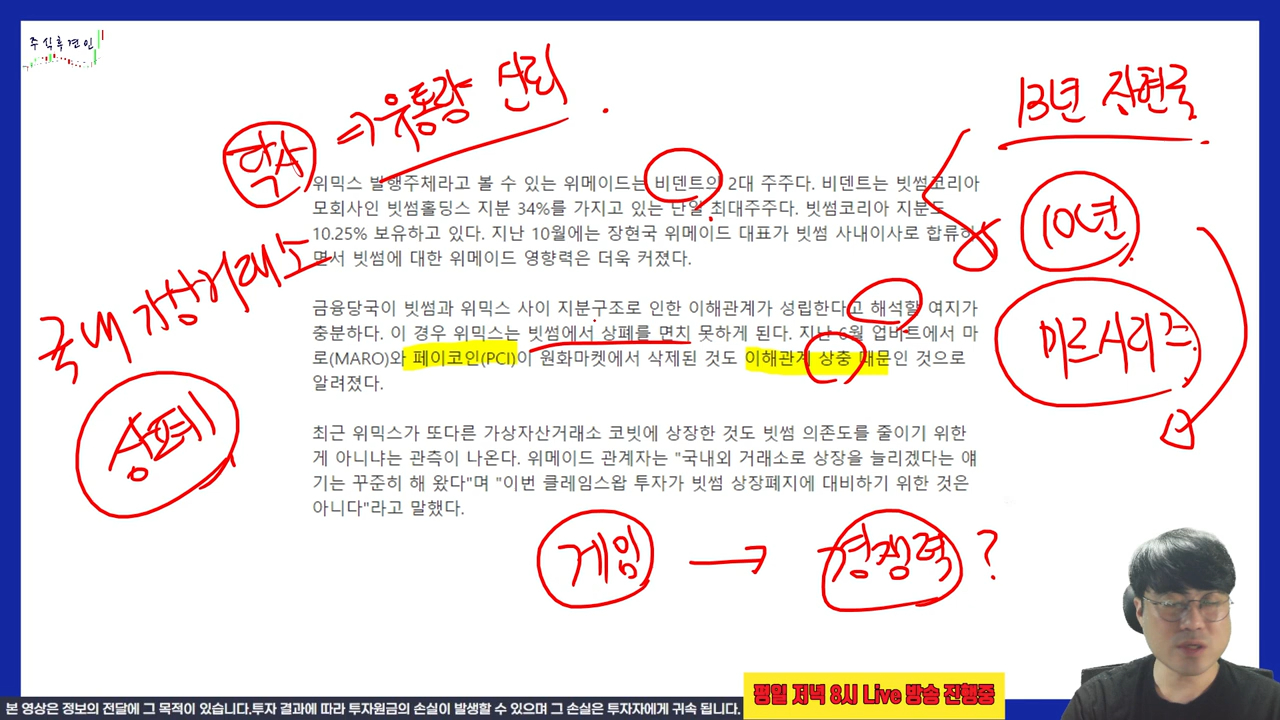 주식후견인
⇒유통량 신뢰.
13년 장현국
위믹스 발행주체라고 볼 수 있는 위메이드는 비덴트의 2대 주주다. 비덴트는 빗썸코리아
모회사인 빗썸홀딩스 지분 34%를 가지고 있는 단일 최대주주다. 빗썸코리아 지분도
10.25% 보유하고 있다. 지난 10월에는 장현국 위메이드 대표가 빗썸 사내이사로 합류하
면서 빗썸에 대한 위메이드 영향력은 더욱 커졌다.
10년
국내 가상거래소
금융당국이 빗썸과 위믹스 사이 지분구조로 인한 이해관계가 성립한다고 해석할 여지가
충분하다. 이 경우 위믹스는 빗썸에서 상폐를 면치 못하게 된다. 지난 6월 업비트에서 마
로(MARO)와 페이코인(PCI)이 원화마켓에서 삭제된 것도 이해관계 상충 때문인 것으로
알려졌다.
미르시리즈
상폐
최근 위믹스가 또다른 가상자산거래소 코빗에 상장한 것도 빗썸 의존도를 줄이기 위한
게 아니냐는 관측이 나온다. 위메이드 관계자는 "국내외 거래소로 상장을 늘리겠다는 얘
기는 꾸준히 해 왔다"며 "이번 클레임스왑 투자가 빗썸 상장폐지에 대비하기 위한 것은
아니다"라고 말했다.
게임 → 경쟁력?
평일 저녁 8시 Live 방송 진행중
본 영상은 정보의 전달에 그 목적이 있습니다.투자 결과에 따라 투자원금의 손실이 발생할 수 있으며 그 손실은 투자자에게 귀속 됩니다.